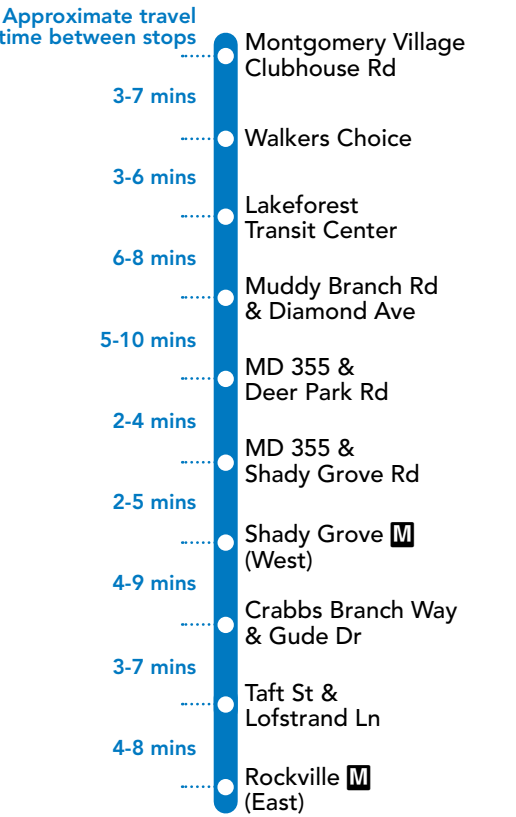 Approximate travel
time between stops
Montgomery Village
Clubhouse Rd
3-7 mins
Walkers Choice
3-6 mins
Lakeforest
Transit Center
6-8 mins
Muddy Branch Rd
& Diamond Ave
5-10 mins
MD 355 &
Deer Park Rd
2-4 mins
MD 355 &
Shady Grove Rd
2-5 mins
Shady Grove M
(West)
4-9 mins
Crabbs Branch Way
& Gude Dr
3-7 mins
Taft St &
Lofstrand Ln
4-8 mins
Rockville M
(East)